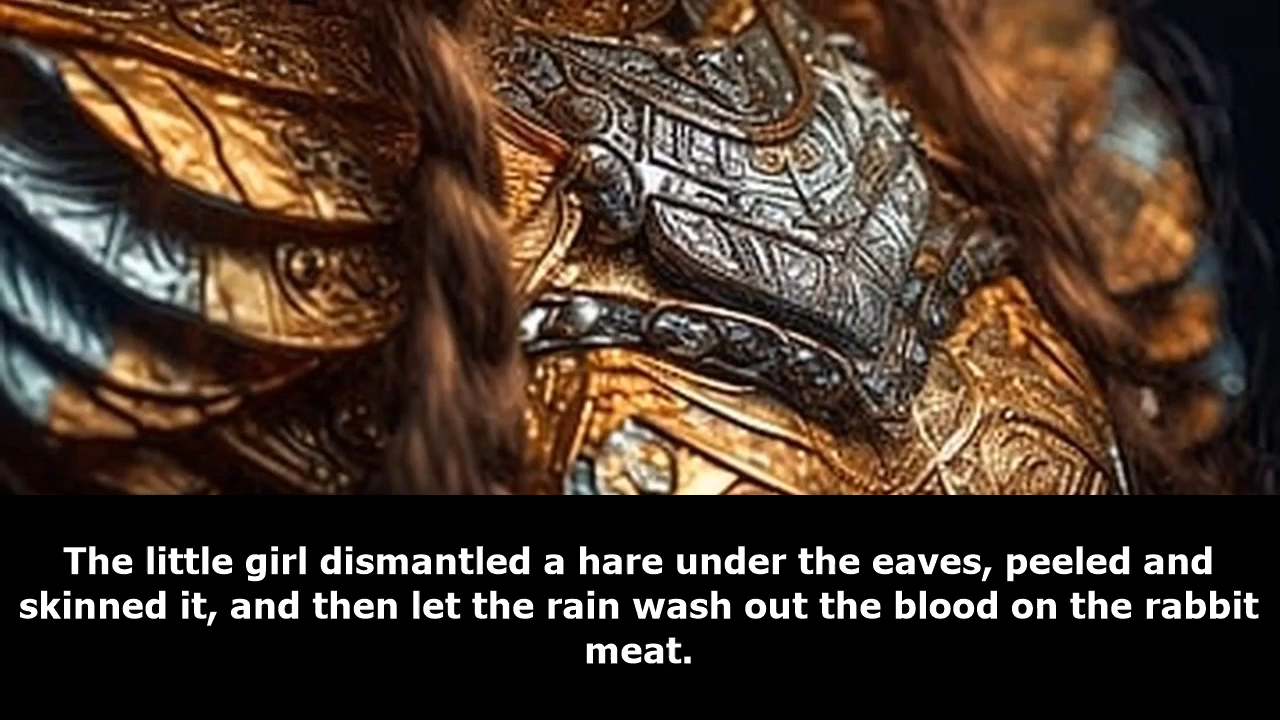 The little girl dismantled a hare under the eaves, peeled and
skinned it, and then let the rain wash out the blood on the rabbit
meat.